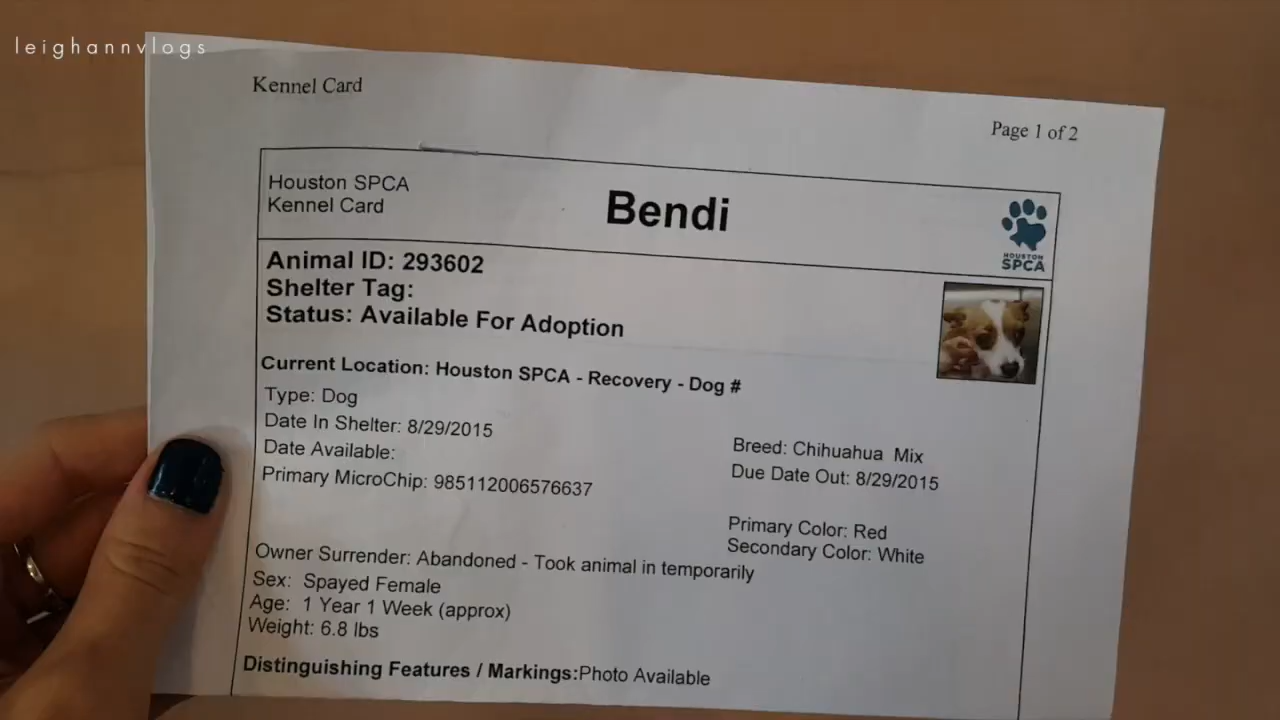 leighannvlogs
Kennel Card
Page 1 of 2
Houston SPCA
Kennel Card
Bendi
HOUSTON
SPCA
Animal ID: 293602
Shelter Tag:
Status: Available For Adoption
Current Location: Houston SPCA - Recovery - Dog #
Type: Dog
Date In Shelter: 8/29/2015
Date Available:
Primary MicroChip: 985112006576637
Breed: Chihuahua Mix
Due Date Out: 8/29/2015
Primary Color: Red
Secondary Color: White
Owner Surrender: Abandoned - Took animal in temporarily
Sex: Spayed Female
Age: 1 Year 1 Week (approx)
Weight: 6.8 lbs
Distinguishing Features / Markings:Photo Available